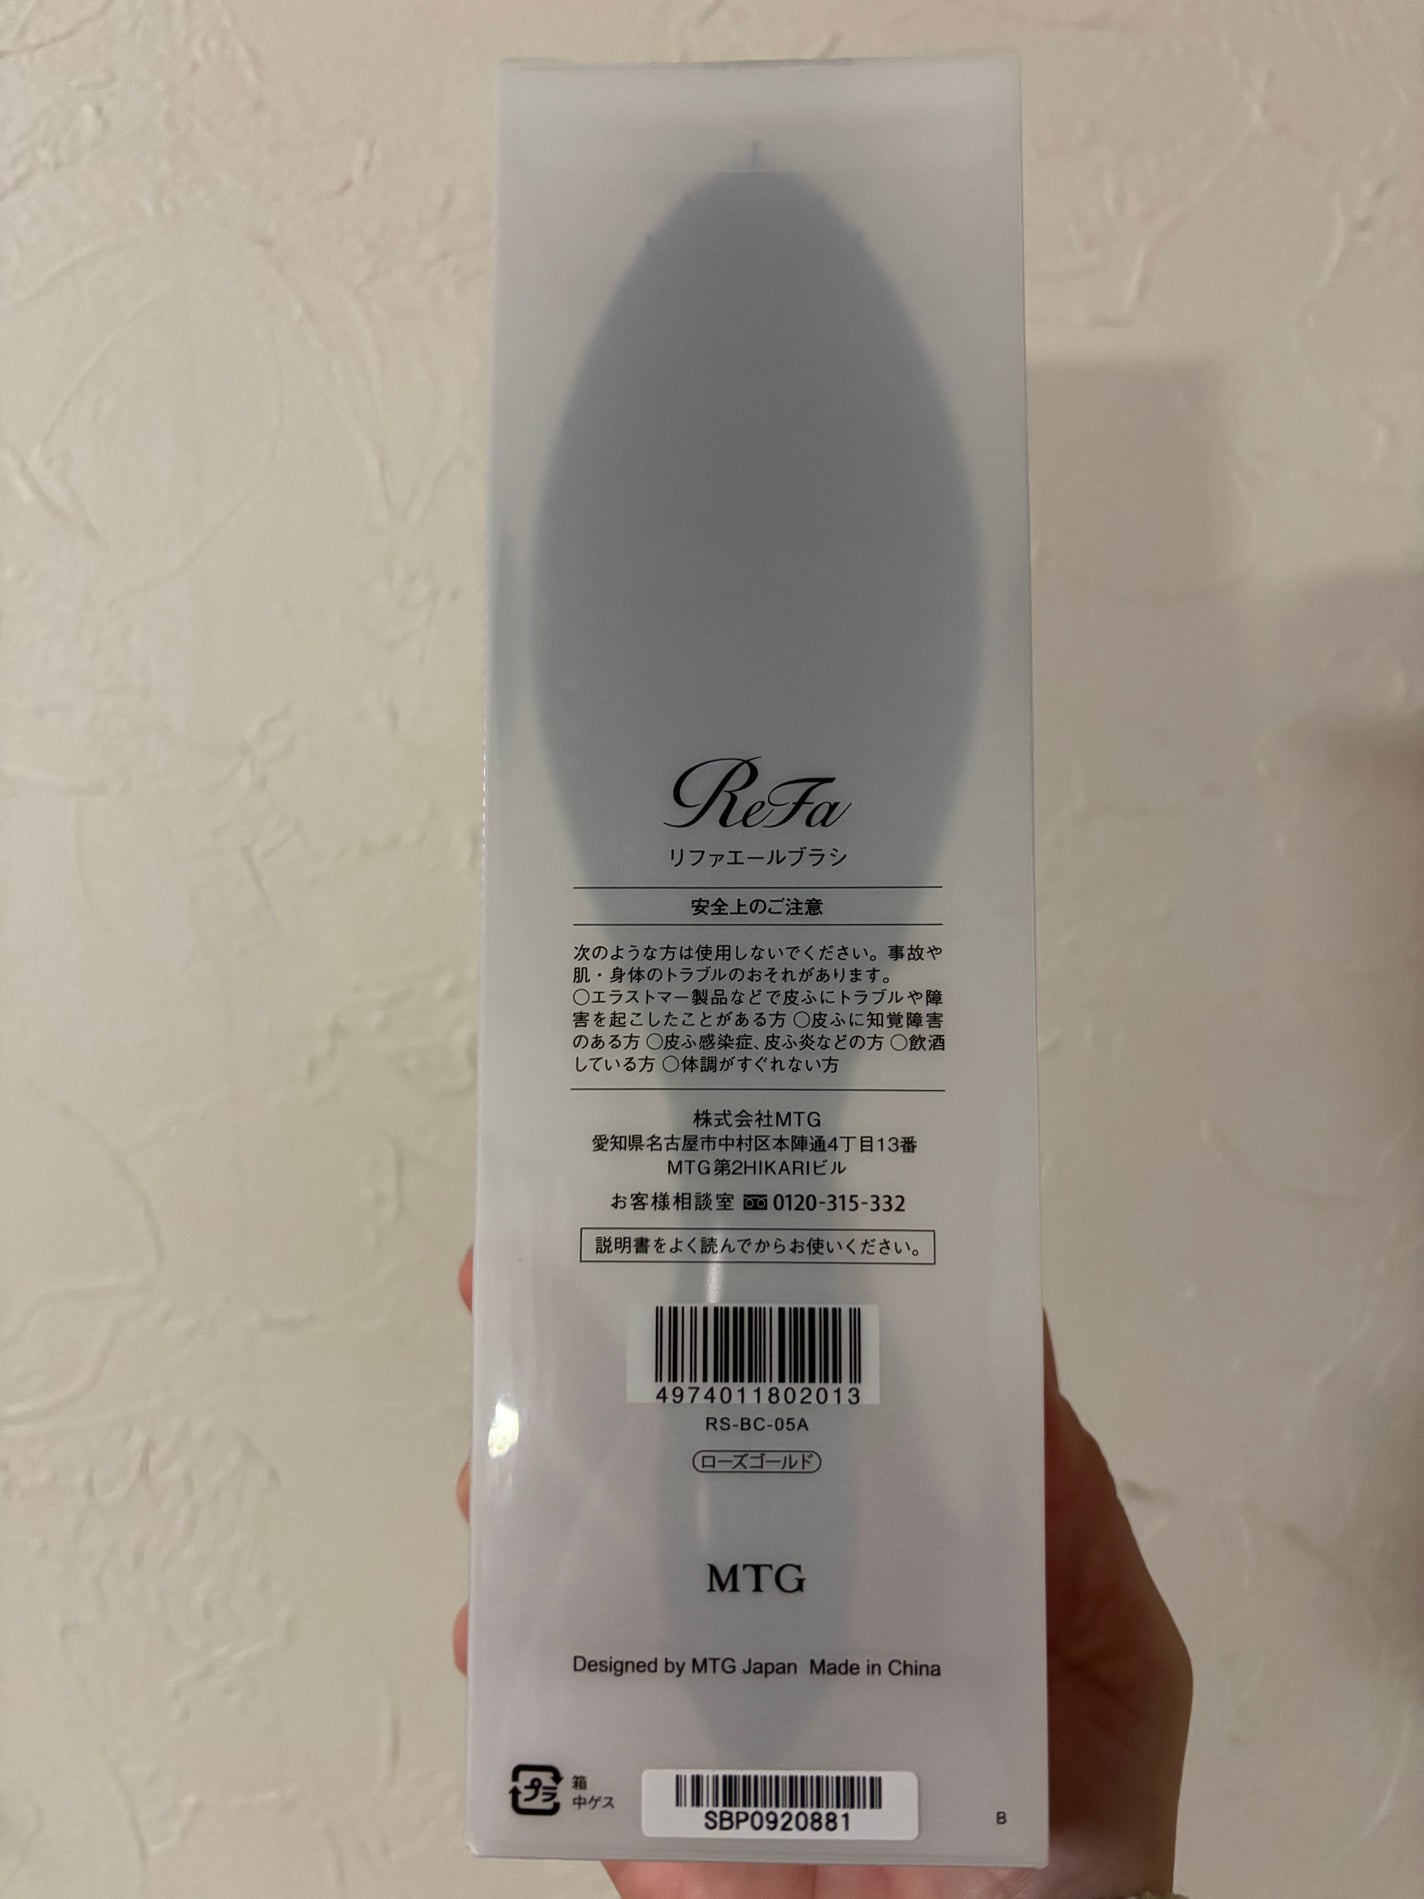 ReFa
リファエールブラシ
安全上のご注意
次のような方は使用しないでください。事故や
肌・身体のトラブルのおそれがあります。
〇エラストマー製品などで皮ふにトラブルや障
害を起こしたことがある方 〇皮ふに知覚障害
のある方 〇皮ふ感染症、皮ふ炎などの方 〇飲酒
している方 〇体調がすぐれない方
株式会社MTG
愛知県名古屋市中村区本陣通4丁目13番
MTG第2HIKARIビル
お客様相談室 0120-315-332
説明書をよく読んでからお使いください。
4974011802013
RS-BC-05A
ローズゴールド
MTG
Designed by MTG Japan Made in China
プラ 箱
中ゲス
SBP0920881
B